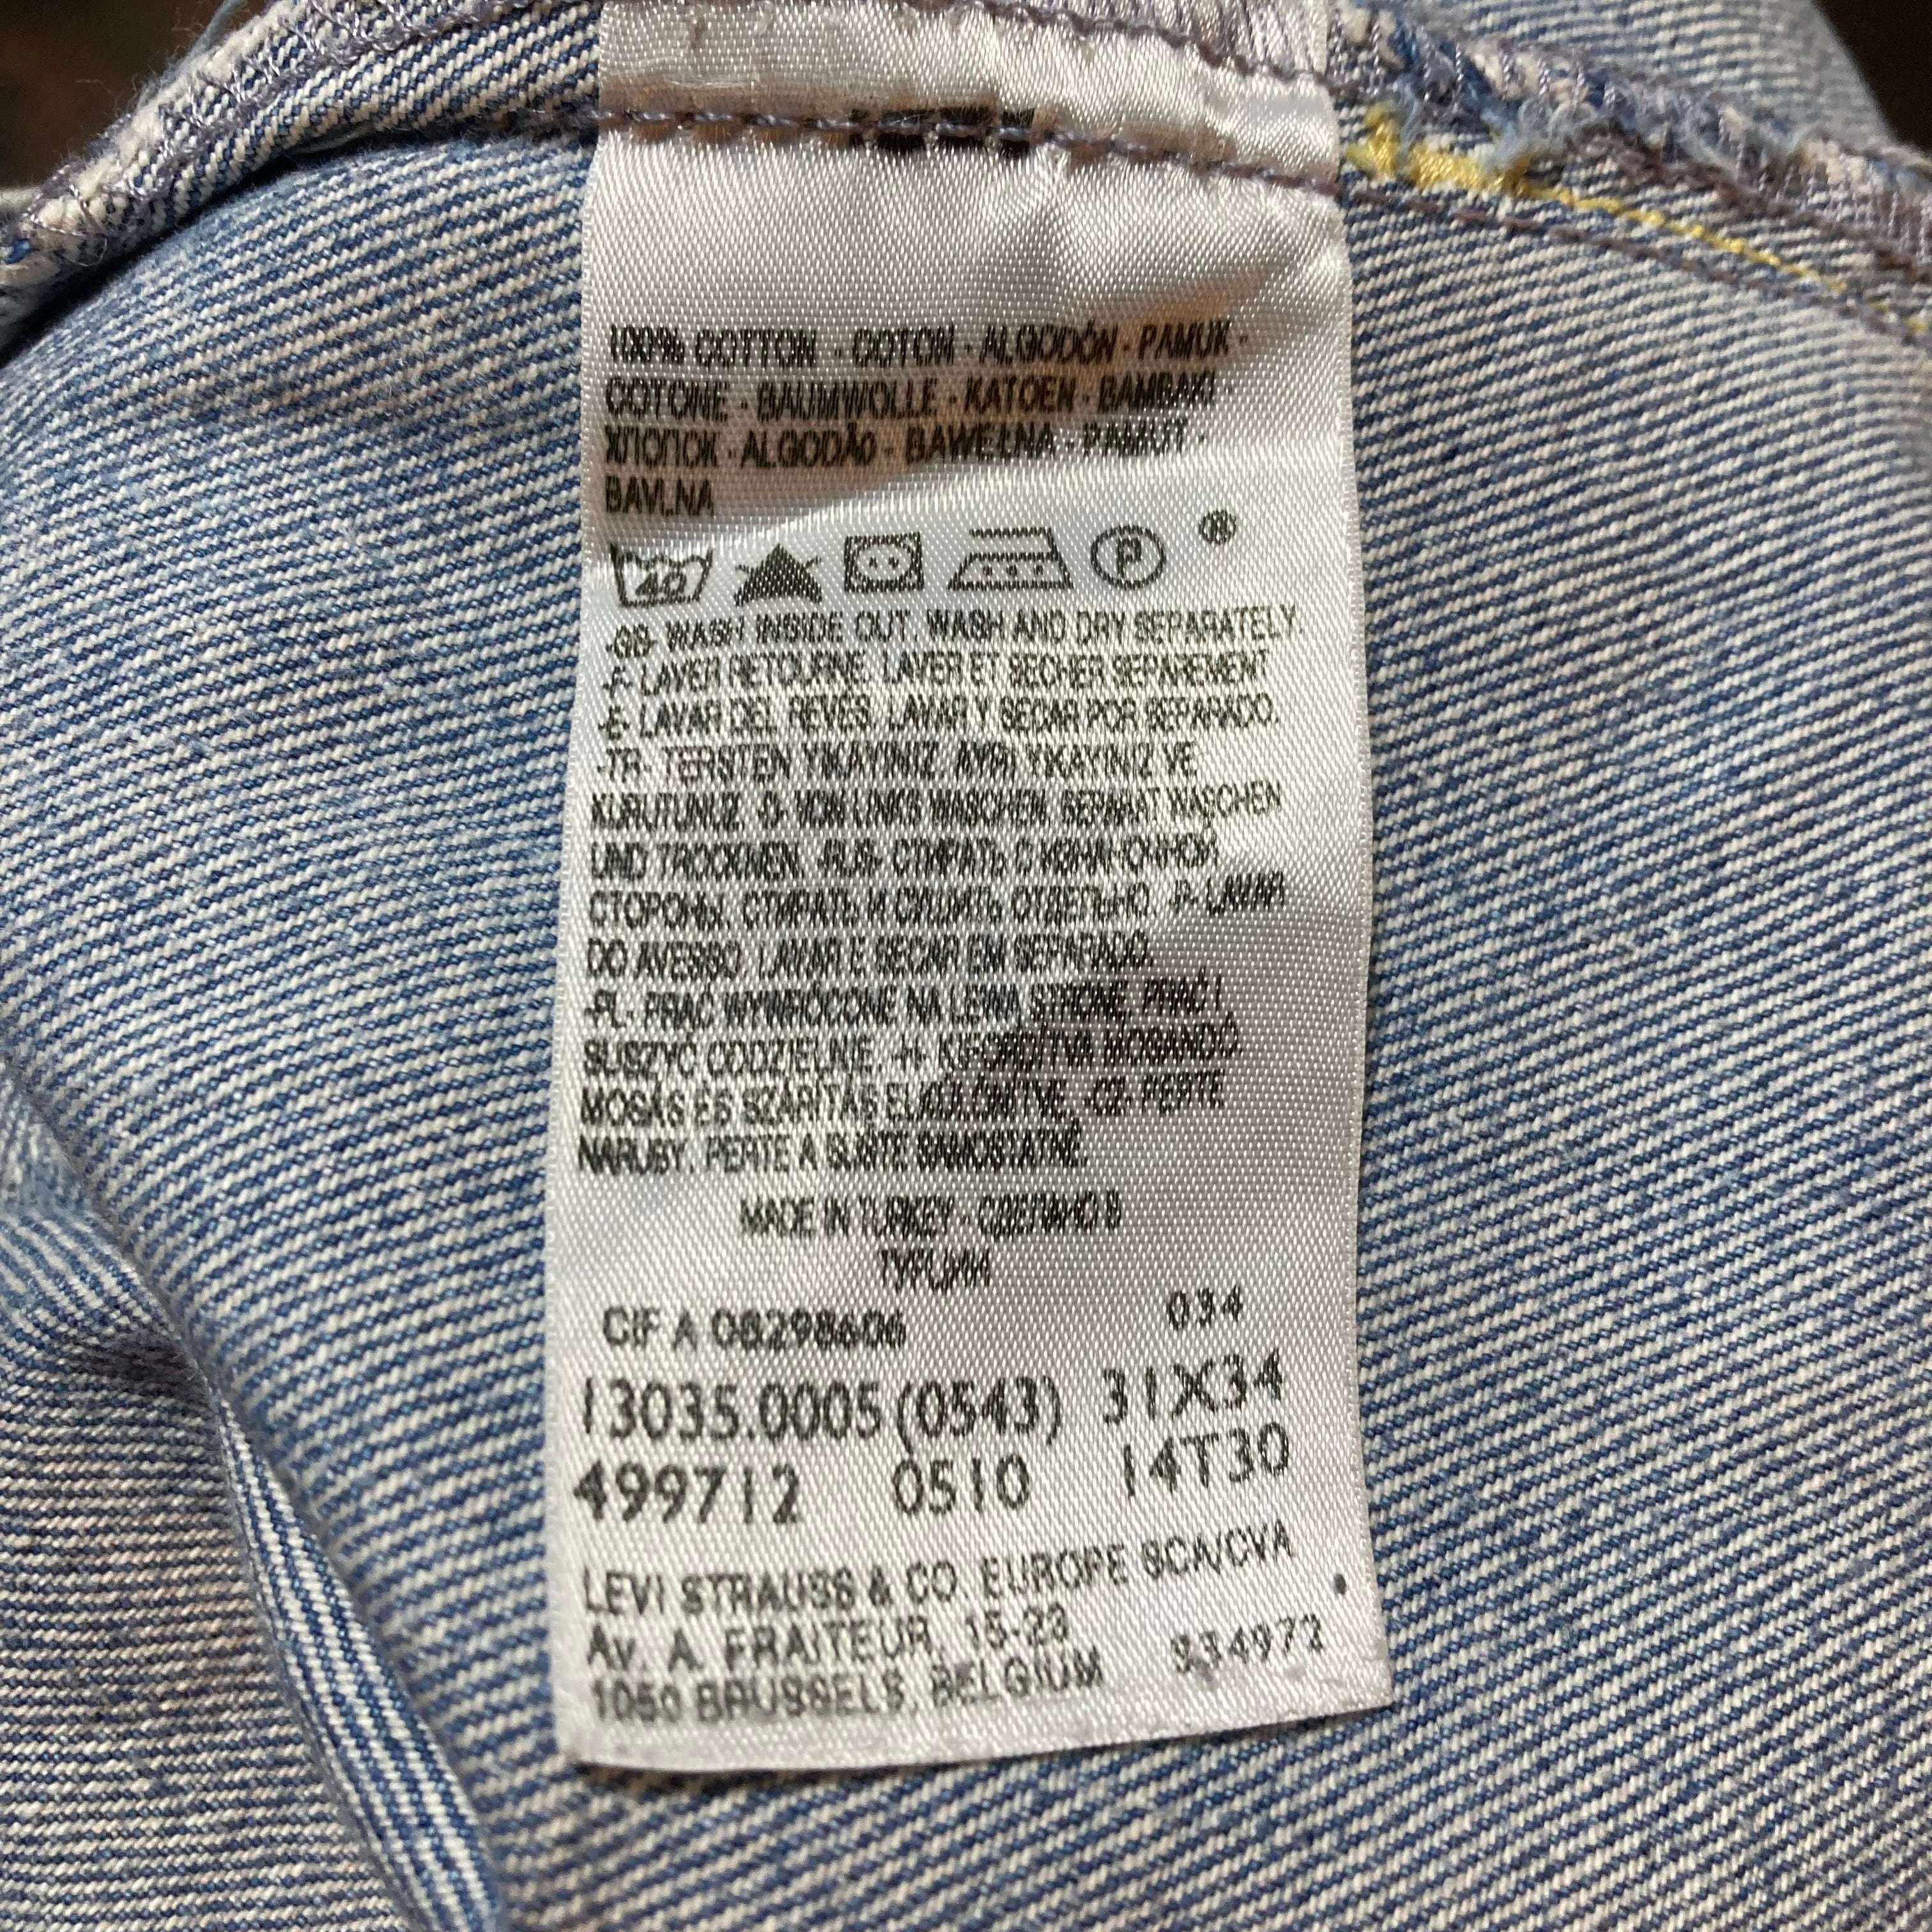 100% COTTON - COTON - ALGODÓN - PAMUK -
COTONE - BAUMWOLLE - KATOEN - BAMBAKI
ХЛОПОК - ALGODÃO - BAWEŁNA - PAMUT -
BAVLNA
40 P ®
-GB- WASH INSIDE OUT. WASH AND DRY SEPARATELY.
-F- LAVER RETOURNE. LAVER ET SECHER SEPAREMENT
-E- LAVAR DEL REVÉS. LAVAR Y SECAR POR SEPARADO.
-TR- TERSTEN YIKAYINIZ. AYRI YIKAYINIZ VE
KURUTUNUZ. -D- VON LINKS WASCHEN. SEPARAT WASCHEN
UND TROCKNEN. -RUS- СТИРАТЬ С ИЗНАНОЧНОЙ
СТОРОНЫ. СТИРАТЬ И СУШИТЬ ОТДЕЛЬНО. -P- LAVAR
DO AVESSO. LAVAR E SECAR EM SEPARADO.
-PL- PRAĆ WYWRÓCONE NA LEWĄ STRONĘ. PRAĆ I
SUSZYĆ ODDZIELNIE. -H- KIFORDÍTVA MOSANDÓ
MOSÁS ÉS SZÁRÍTÁS ELKÜLÖNÍTVE. -CZ- PERTE
NARUBY. PERTE A SUŠTE SAMOSTATNĚ.
MADE IN TURKEY - СДЕЛАНО В
ТУРЦИИ
CIF A 08298606 034
13035.0005 (0543) 31X34
499712 0510 14T30
LEVI STRAUSS & CO. EUROPE SCA/CVA
AV. A. FRAITEUR, 15-23
1050 BRUSSELS, BELGIUM S34972